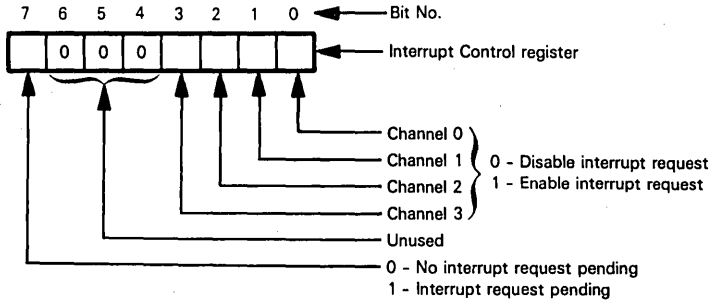 7 6 5 4 3 2 1 0 Bit No.
0 0 0 Interrupt Control register
Channel 0
Channel 1
Channel 2
Channel 3
0 - Disable interrupt request
1 - Enable interrupt request
Unused
0 - No interrupt request pending
1 - Interrupt request pending